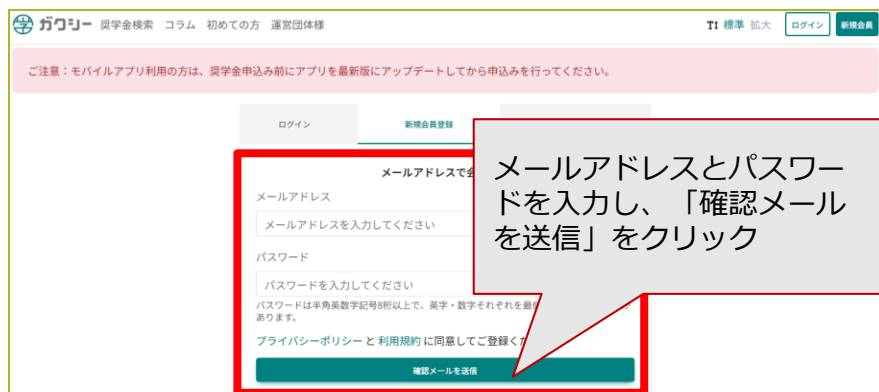 ガクシー 奨学金検索 コラム 初めての方 運営団体様 TI 標準 拡大 ログイン 新規会員
ご注意：モバイルアプリ利用の方は、奨学金申込み前にアプリを最新版にアップデートしてから申込みを行ってください。
ログイン 新規会員登録
メールアドレスで
メールアドレス
メールアドレスを入力してください
パスワード
パスワードを入力してください
パスワードは半角英数字記号8桁以上で、英字・数字それぞれを最
あります。
プライバシーポリシー と 利用規約 に同意してご登録く
確認メールを送信
メールアドレスとパスワー
ドを入力し、「確認メール
を送信」をクリック